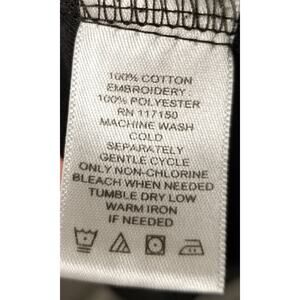 100% COTTON
EMBROIDERY:
100% POLYESTER
RN 117150
MACHINE WASH
COLD
SEPARATELY
GENTLE CYCLE
ONLY NON-CHLORINE
BLEACH WHEN NEEDED
TUMBLE DRY LOW
WARM IRON
IF NEEDED